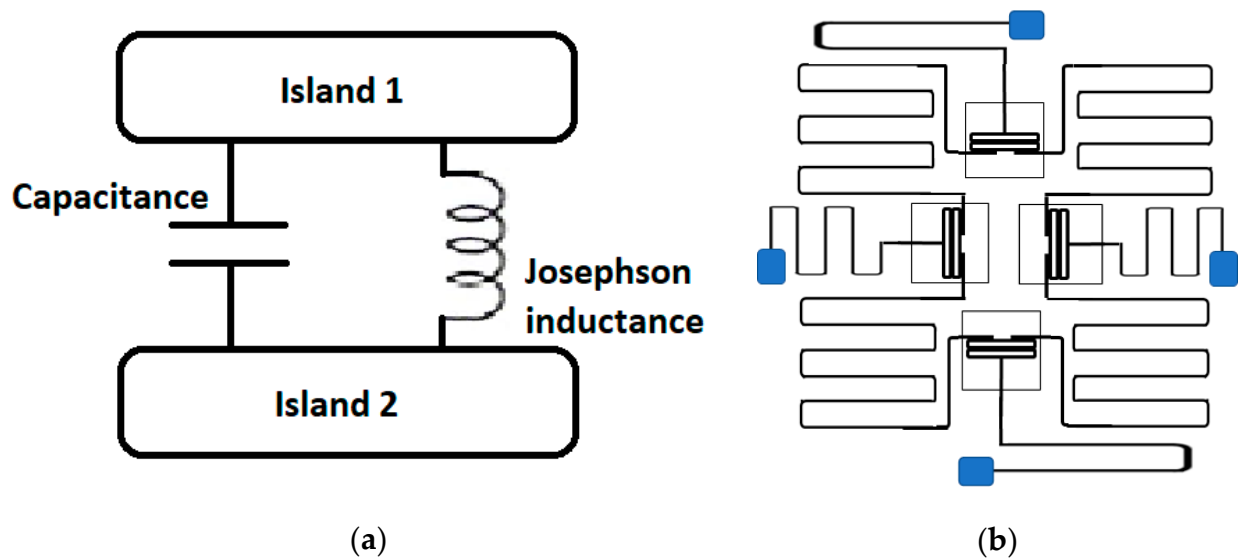 Island 1
Capacitance
Josephson
inductance
Island 2
(a)
(b)